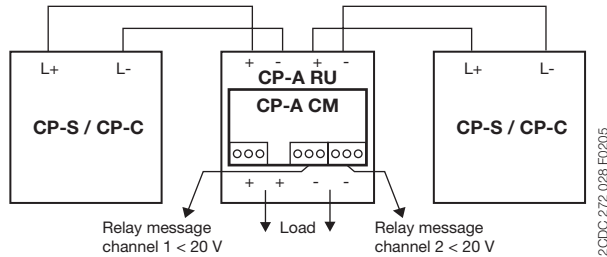 L+ L- + - + - L+ L-
CP-A RU
CP-S / CP-C CP-A CM CP-S / CP-C
+ + - -
Load
Relay message
channel 1 < 20 V
Relay message
channel 2 < 20 V
2CDC 272 028 F0205